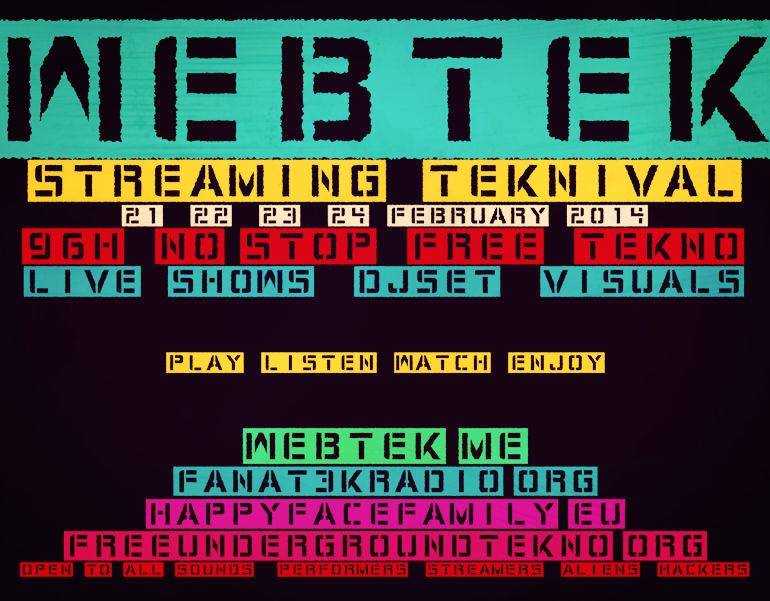 WEBTEK
STREAMING TEKNIVAL
21 22 23 24 FEBRUARY 2014
96H NO STOP FREE TEKNO
LIVE SHOWS DJSET VISUALS
PLAY LISTEN WATCH ENJOY
WEBTEK ME
FANAT3KRADIO ORG
HAPPYFACEFAMILY EU
FREEUNDERGROUNDTEKNO ORG
OPEN TO ALL SOUNDS PERFORMERS STREAMERS ALIENS HACKERS